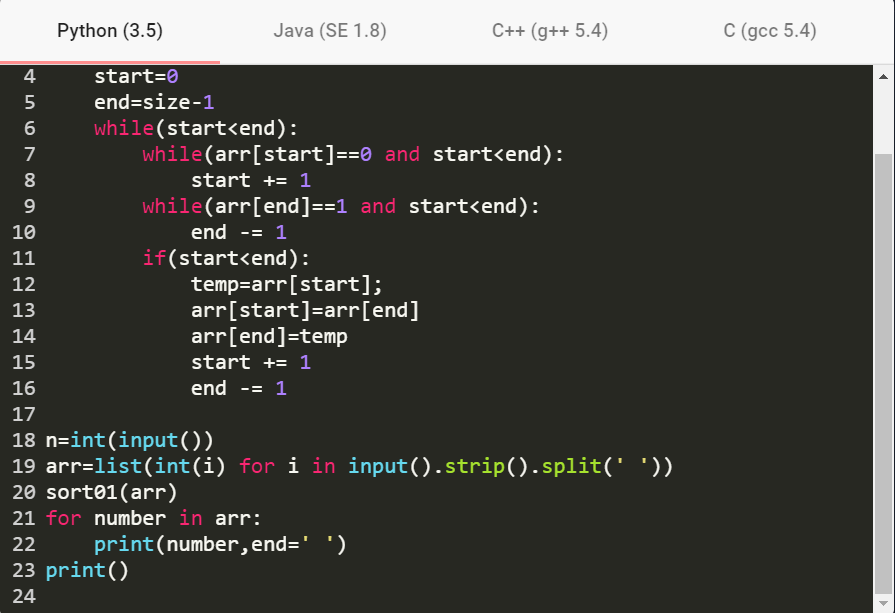 Python (3.5) Java (SE 1.8) C++ (g++ 5.4) C (gcc 5.4)
4     start=0
5     end=size-1
6     while(start<end):
7         while(arr[start]==0 and start<end):
8             start += 1
9         while(arr[end]==1 and start<end):
10             end -= 1
11         if(start<end):
12             temp=arr[start];
13             arr[start]=arr[end]
14             arr[end]=temp
15             start += 1
16             end -= 1
17
18 n=int(input())
19 arr=list(int(i) for i in input().strip().split(' '))
20 sort01(arr)
21 for number in arr:
22     print(number,end=' ')
23 print()
24